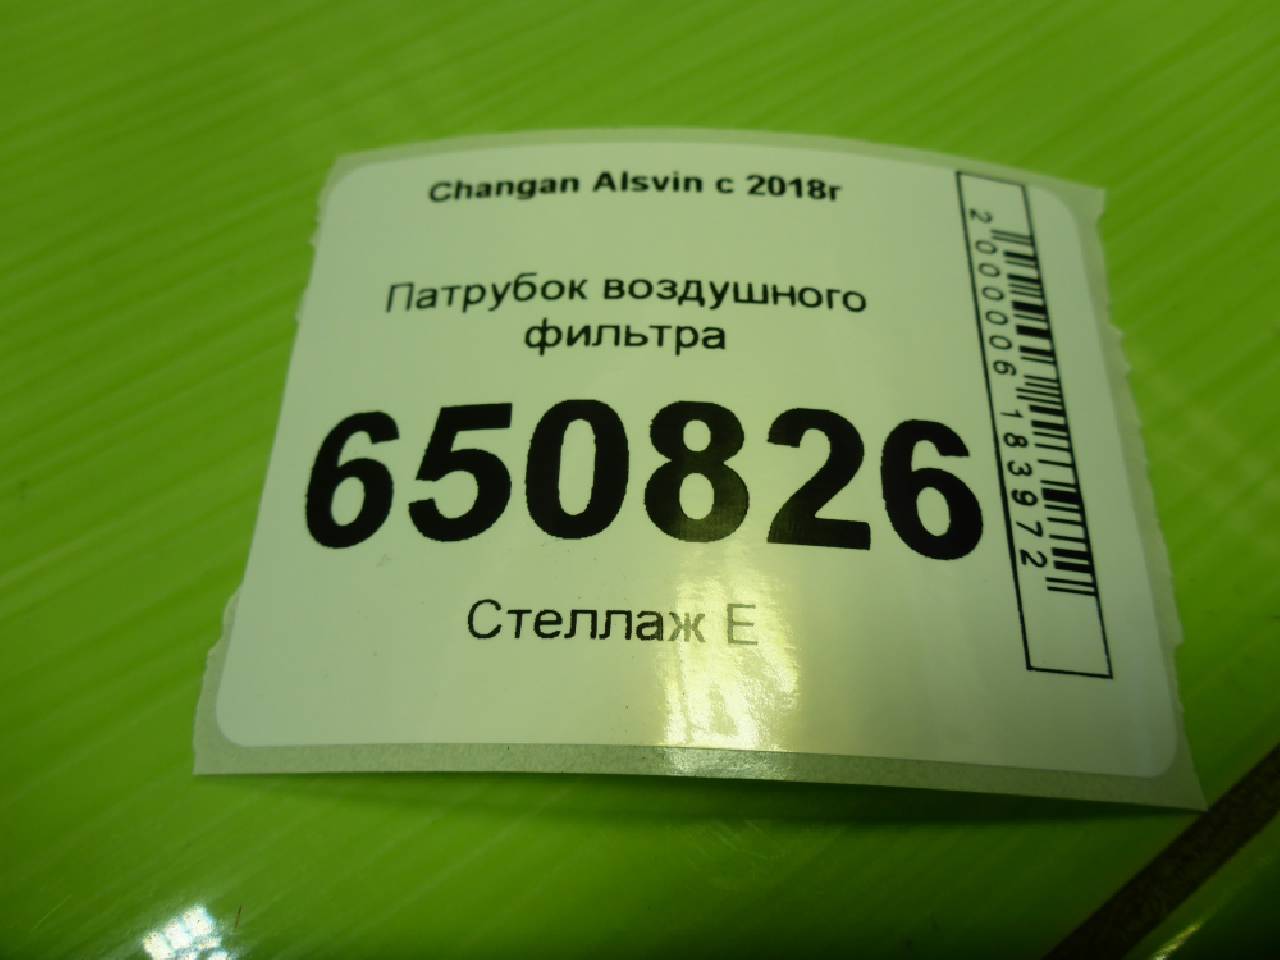 Changan Alsvin с 2018г
Патрубок воздушного
фильтра
650826
Стеллаж Е
2000006183972